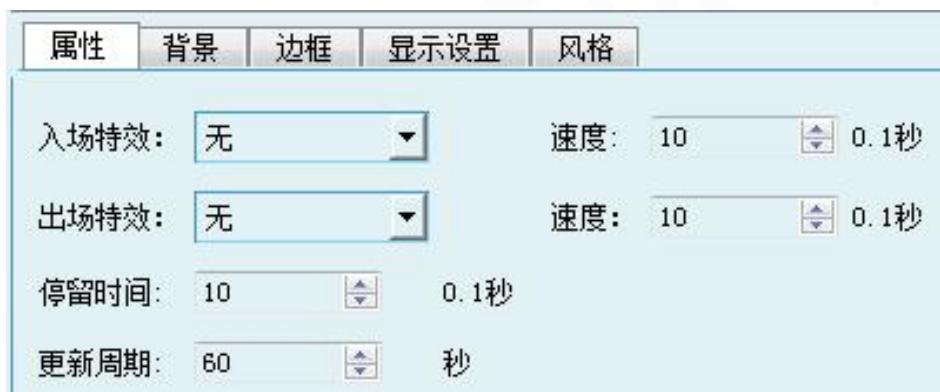 属性 背景 边框 显示设置 风格
入场特效： 无 速度: 10 0.1秒
出场特效： 无 速度： 10 0.1秒
停留时间: 10 0.1秒
更新周期: 60 秒